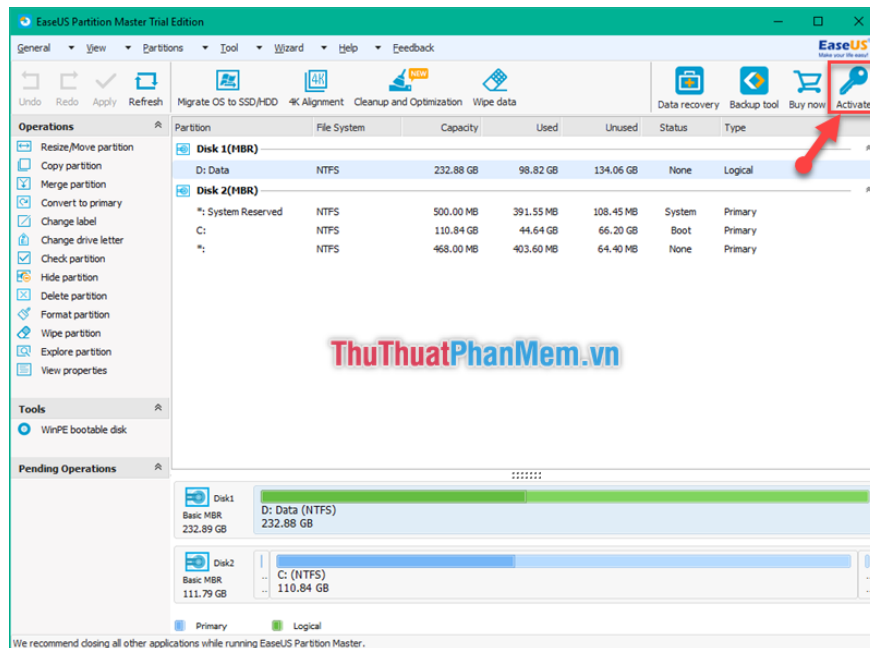 EaseUS Partition Master Trial Edition
General View Partitions Tool Wizard Help Feedback
EaseUS
Make your life easy!
Undo Redo Apply Refresh Migrate OS to SSD/HDD 4K 4K Alignment NEW Cleanup and Optimization Wipe data Data recovery Backup tool Buy now Activate
Operations
Resize/Move partition
Copy partition
Merge partition
Convert to primary
Change label
Change drive letter
Check partition
Hide partition
Delete partition
Format partition
Wipe partition
Explore partition
View properties
Tools
WinPE bootable disk
Pending Operations
Partition File System Capacity Used Unused Status Type
Disk 1(MBR)
D: Data NTFS 232.88 GB 98.82 GB 134.06 GB None Logical
Disk 2(MBR)
*: System Reserved NTFS 500.00 MB 391.55 MB 108.45 MB System Primary
C: NTFS 110.84 GB 44.64 GB 66.20 GB Boot Primary
*: NTFS 468.00 MB 403.60 MB 64.40 MB None Primary
ThuThuatPhanMem.vn
Disk1
Basic MBR
232.89 GB
D: Data (NTFS)
232.88 GB
Disk2
Basic MBR
111.79 GB
..
..
C: (NTFS)
110.84 GB
Primary Logical
We recommend closing all other applications while running EaseUS Partition Master.